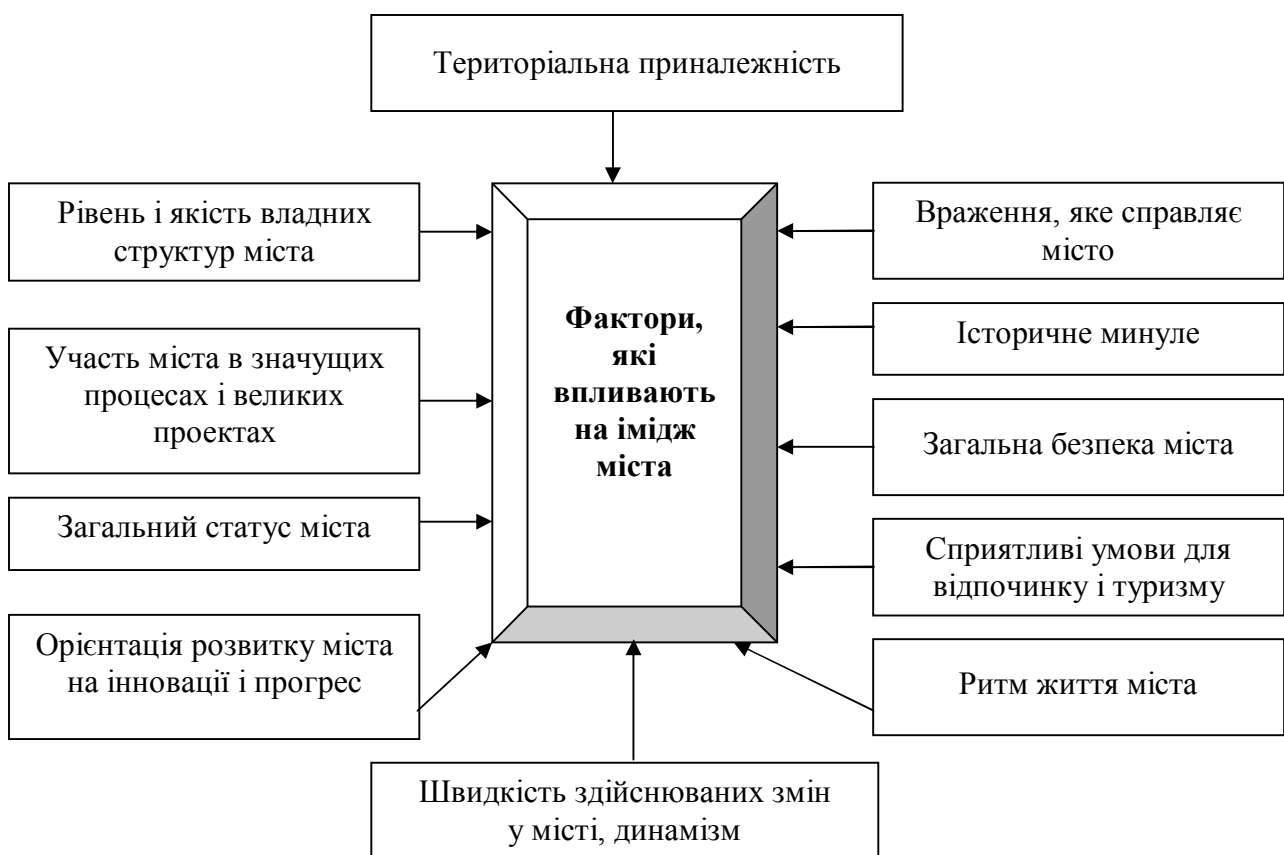 Територіальна приналежність
Рівень і якість владних
структур міста
Участь міста в значущих
процесах і великих
проектах
Загальний статус міста
Орієнтація розвитку міста
на інновації і прогрес
Фактори,
які
впливають
на імідж
міста
Враження, яке справляє
місто
Історичне минуле
Загальна безпека міста
Сприятливі умови для
відпочинку і туризму
Ритм життя міста
Швидкість здійснюваних змін
у місті, динамізм